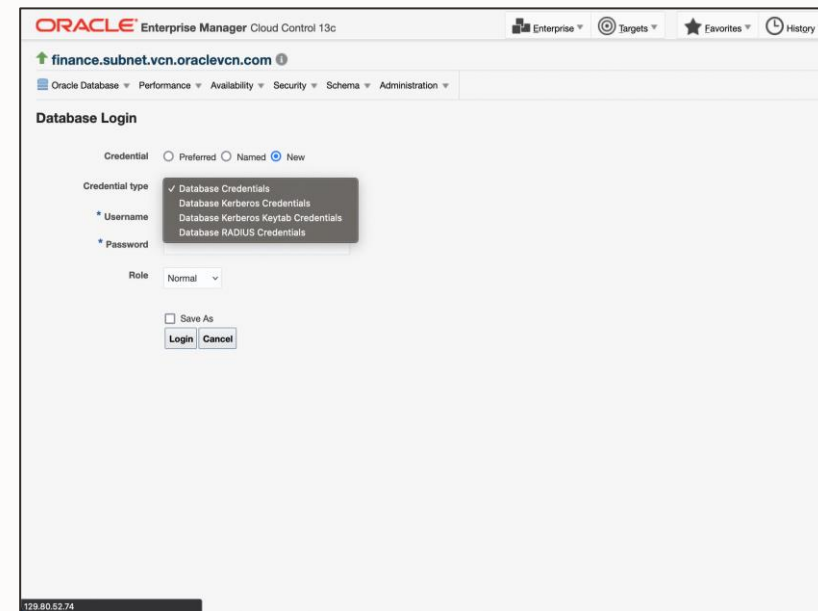 ORACLE Enterprise Manager Cloud Control 13c
Enterprise Targets Favorites History
finance.subnet.vcn.oraclevcn.com
Oracle Database Performance Availability Security Schema Administration
Database Login
Credential Preferred Named New
Credential type
Database Credentials
Database Kerberos Credentials
Database Kerberos Keytab Credentials
Database RADIUS Credentials
* Username
* Password
Role Normal
Save As
Login Cancel
129.80.52.74